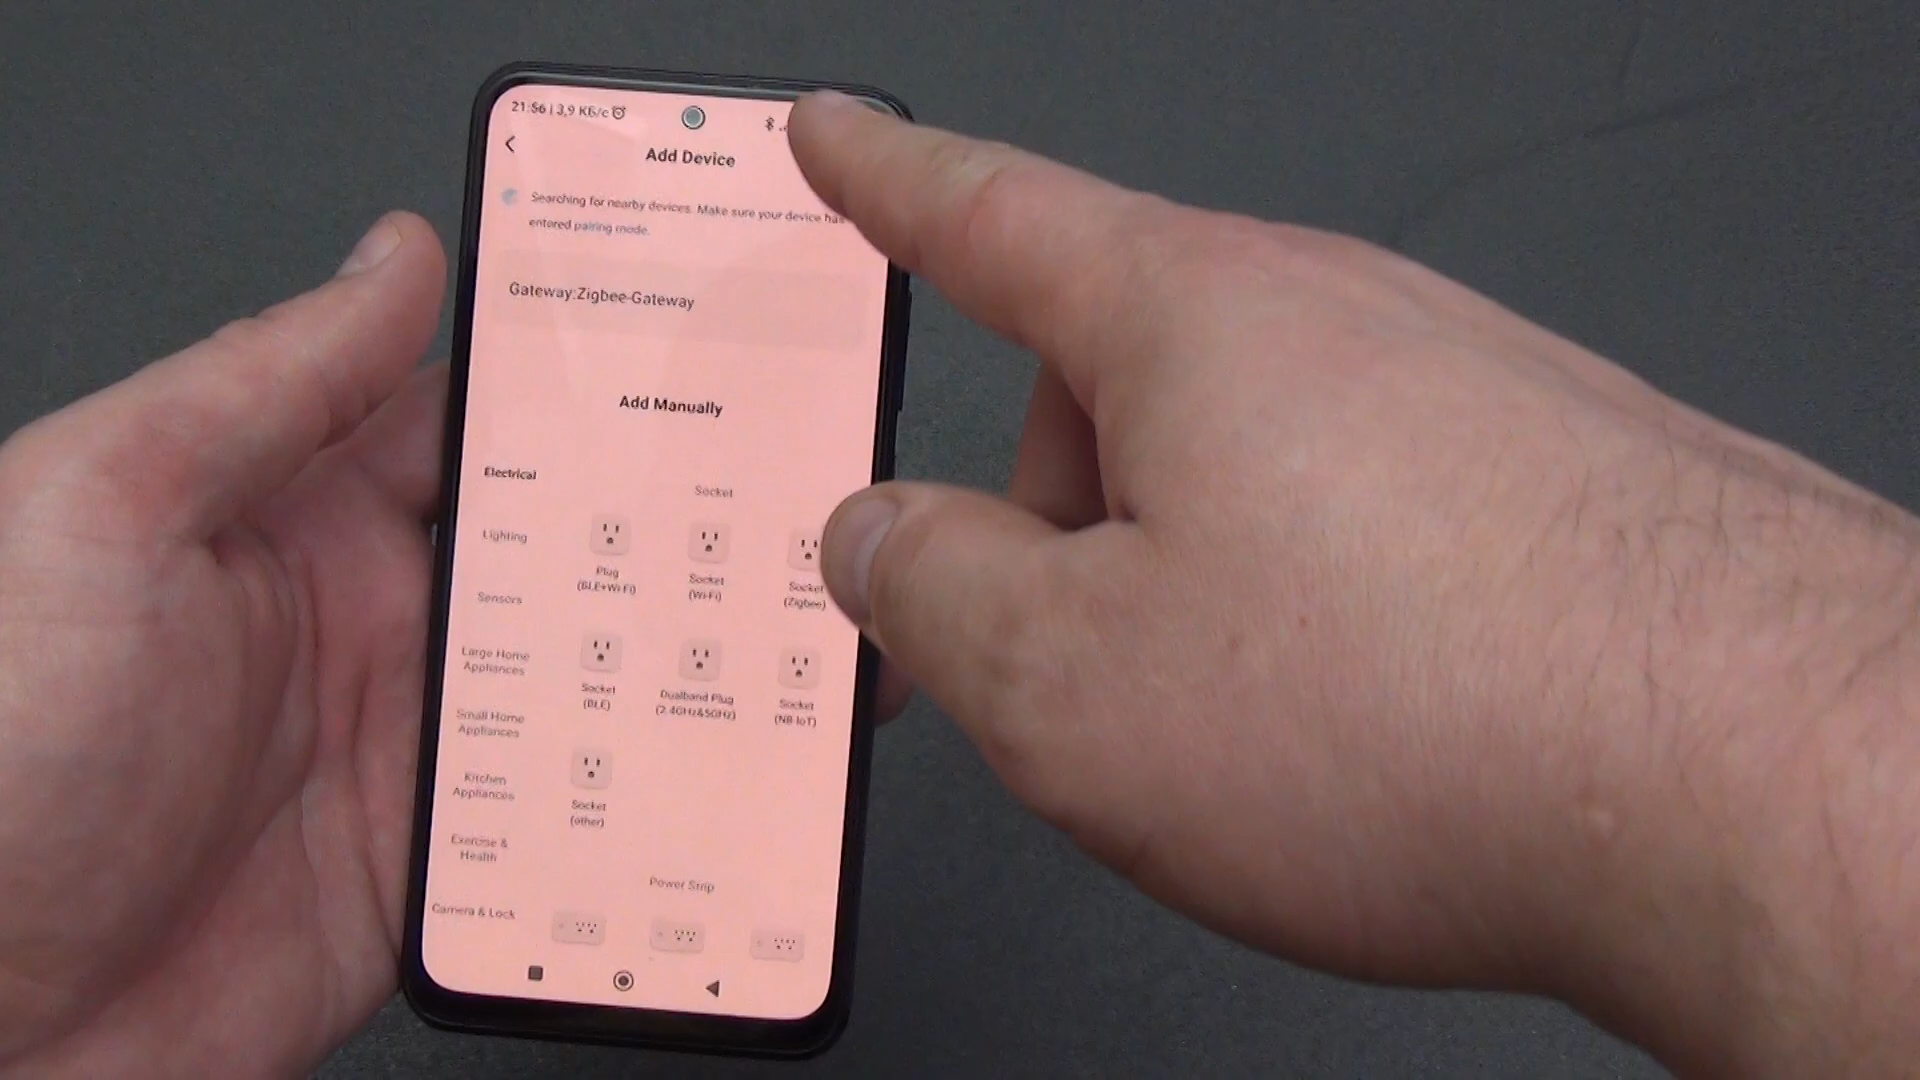 21:56 | 3,9 КБ/с
Add Device
Searching for nearby devices. Make sure your device has
entered pairing mode.
Gateway:Zigbee-Gateway
Add Manually
Electrical
Lighting
Sensors
Large Home
Appliances
Small Home
Appliances
Kitchen
Appliances
Exercise &
Health
Camera & Lock
Socket
Plug
(BLE+Wi-Fi)
Socket
(Wi-Fi)
Socket
(Zigbee)
Socket
(BLE)
Dualband Plug
(2.4GHz&5GHz)
Socket
(NB-IoT)
Socket
(other)
Power Strip